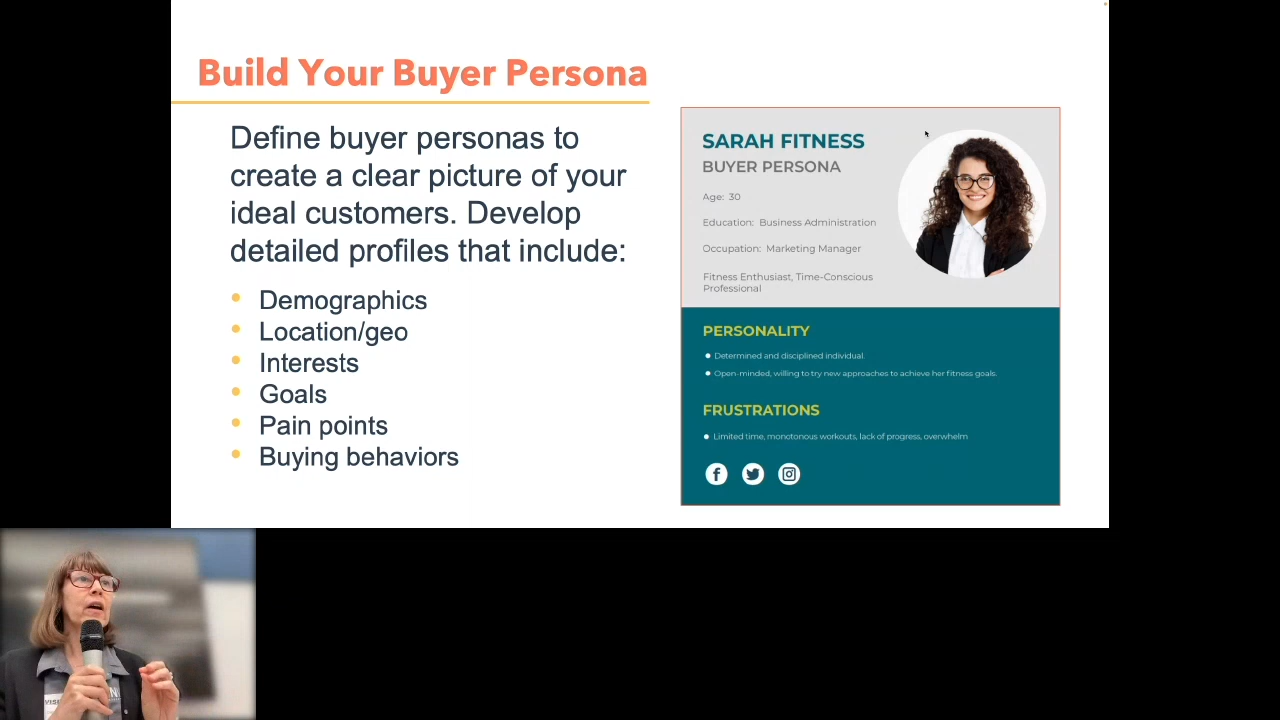 Build Your Buyer Persona
Define buyer personas to
create a clear picture of your
ideal customers. Develop
detailed profiles that include:
• Demographics
• Location/geo
• Interests
• Goals
• Pain points
• Buying behaviors
SARAH FITNESS
BUYER PERSONA
Age: 30
Education: Business Administration
Occupation: Marketing Manager
Fitness Enthusiast, Time-Conscious
Professional
PERSONALITY
• Determined and disciplined individual.
• Open-minded, willing to try new approaches to achieve her fitness goals.
FRUSTRATIONS
• Limited time, monotonous workouts, lack of progress, overwhelm